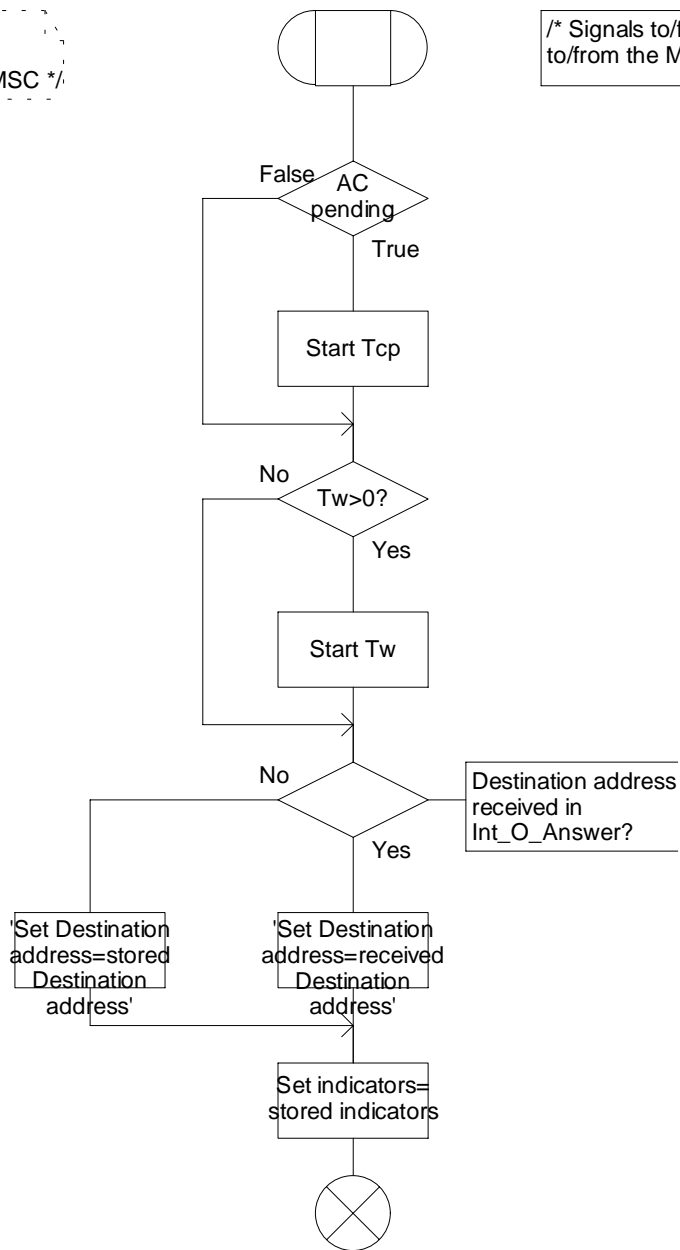 MSC */
/* Signals to/
to/from the M
False
AC
pending
True
Start Tcp
No
Tw>0?
Yes
Start Tw
No
Destination address
received in
Int_O_Answer?
Yes
'Set Destination
address=stored
Destination
address'
'Set Destination
address=received
Destination
address'
Set indicators=
stored indicators